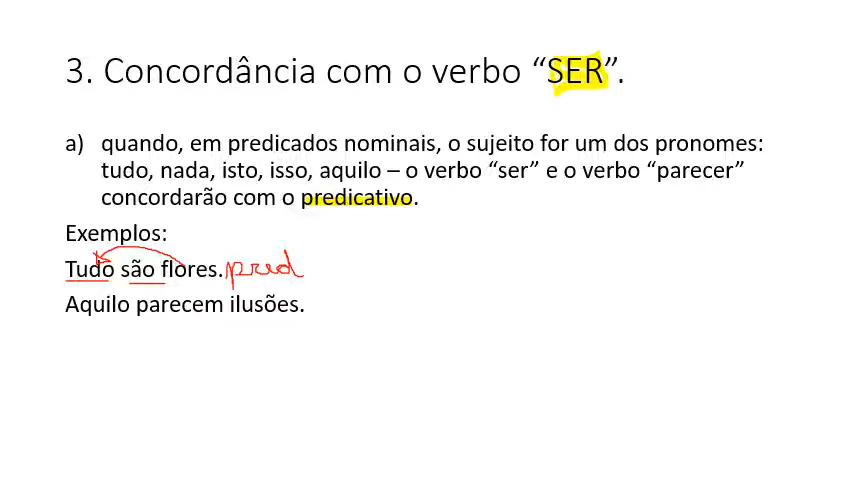 3. Concordância com o verbo “SER”.
a) quando, em predicados nominais, o sujeito for um dos pronomes:
tudo, nada, isto, isso, aquilo – o verbo “ser” e o verbo “parecer”
concordarão com o predicativo.
Exemplos:
Tudo são flores. pred
Aquilo parecem ilusões.